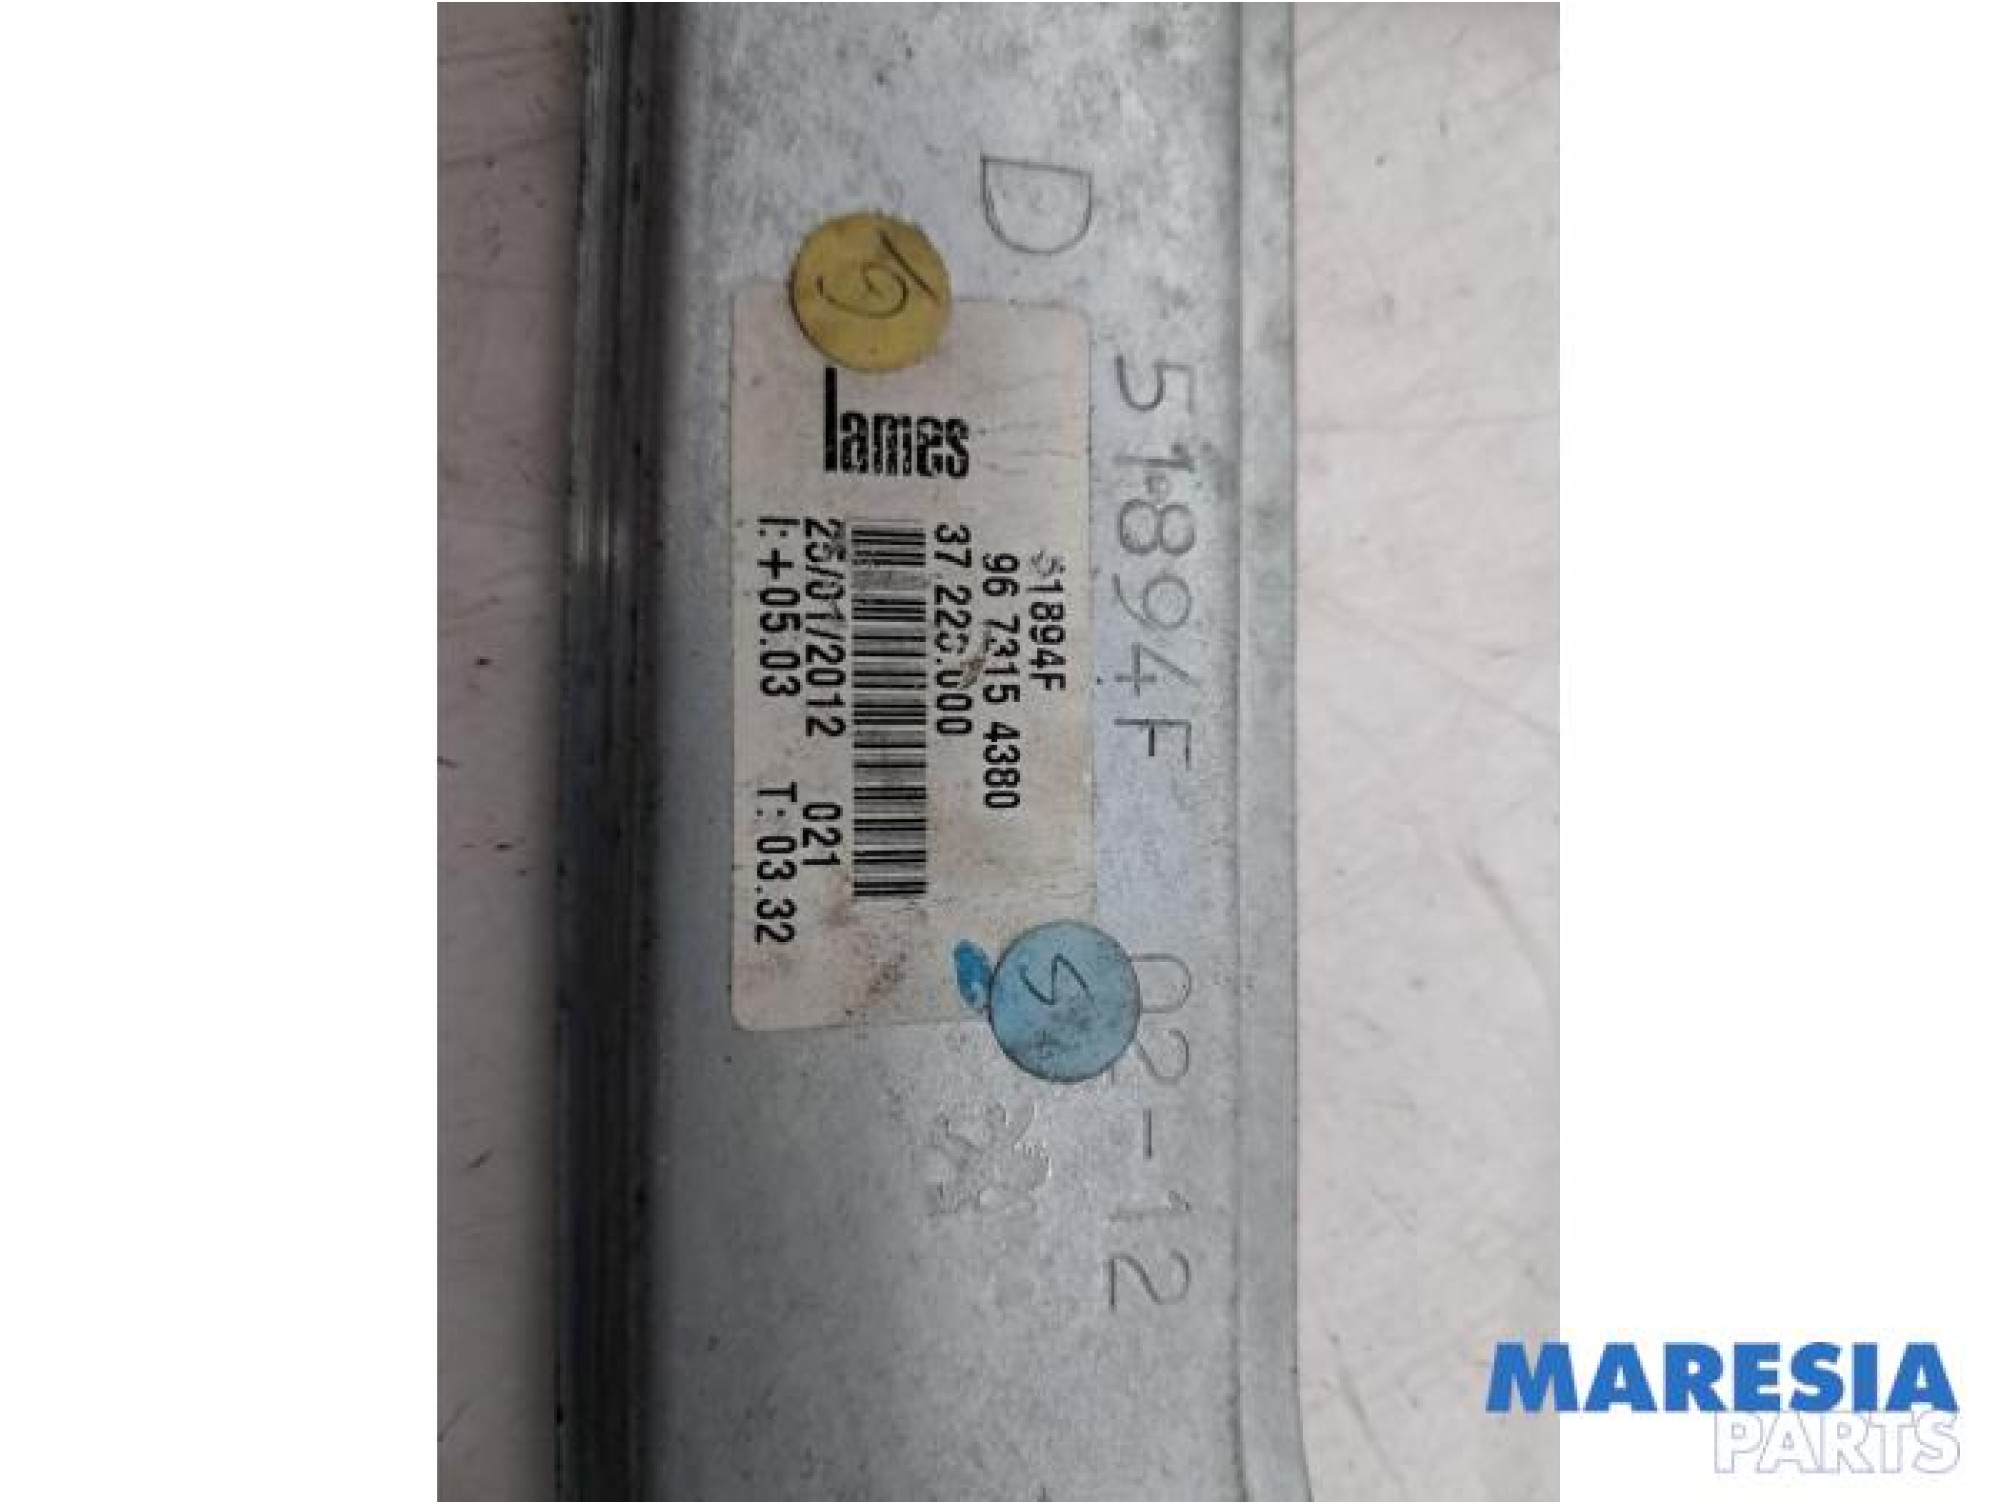 D
51894F 02-12
51894F
96 7315 4380
37 220.000
25/01/2012 021
I: +05.03 T: 03.32
lames
S
MARESIA
PARTS